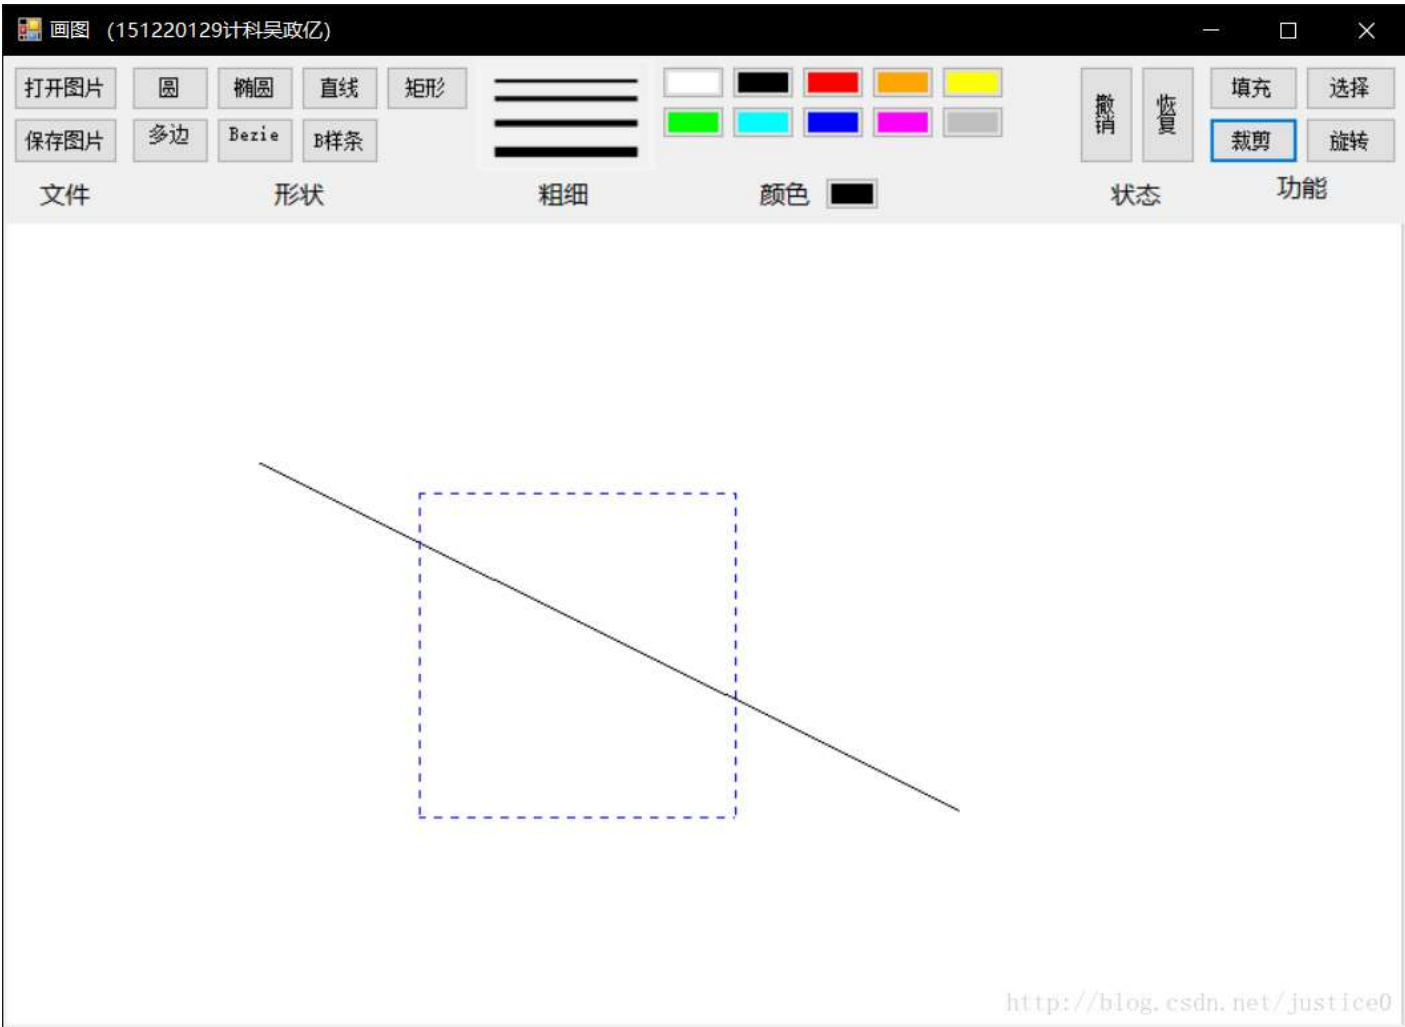 画图 (151220129计科吴政亿)
打开图片 圆 椭圆 直线 矩形 撤销 恢复 填充 选择
保存图片 多边 Bezie B样条 裁剪 旋转
文件 形状 粗细 颜色 状态 功能
http://blog.csdn.net/justice0